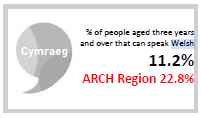 Cymraeg
% of people aged three years
and over that can speak Welsh
11.2%
ARCH Region 22.8%